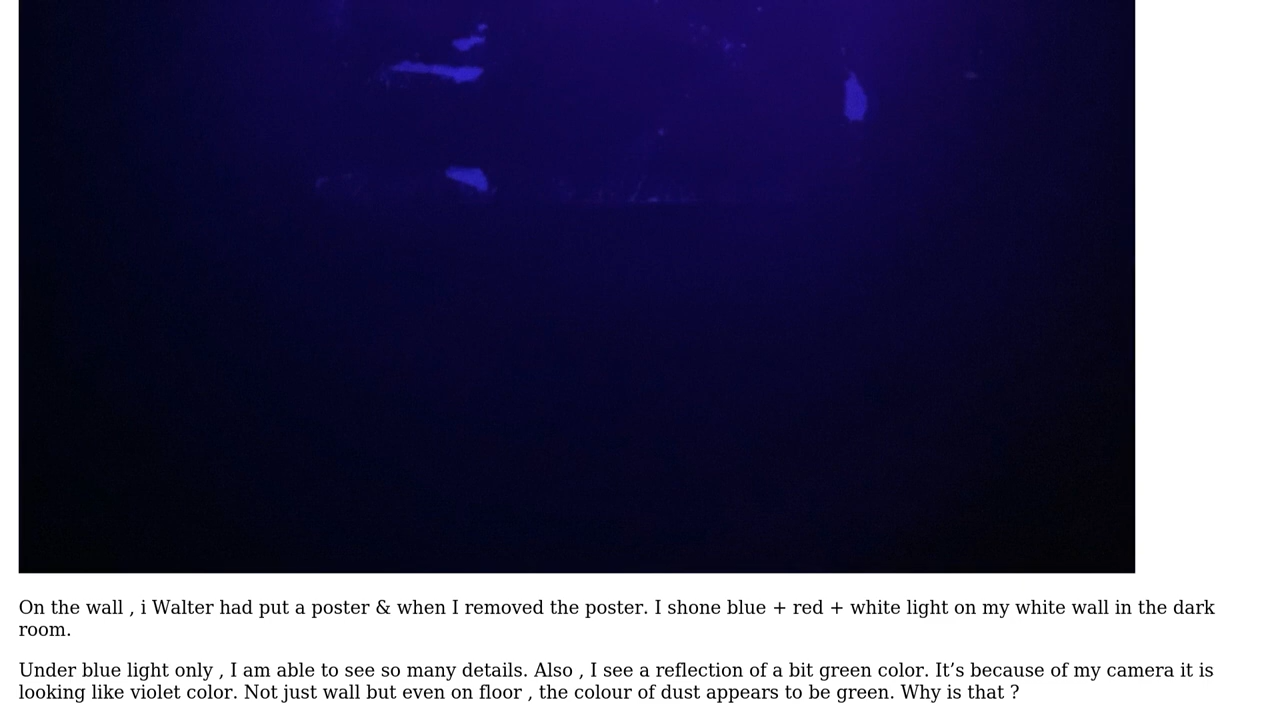 On the wall , i Walter had put a poster & when I removed the poster. I shone blue + red + white light on my white wall in the dark
room.
Under blue light only , I am able to see so many details. Also , I see a reflection of a bit green color. It’s because of my camera it is
looking like violet color. Not just wall but even on floor , the colour of dust appears to be green. Why is that ?